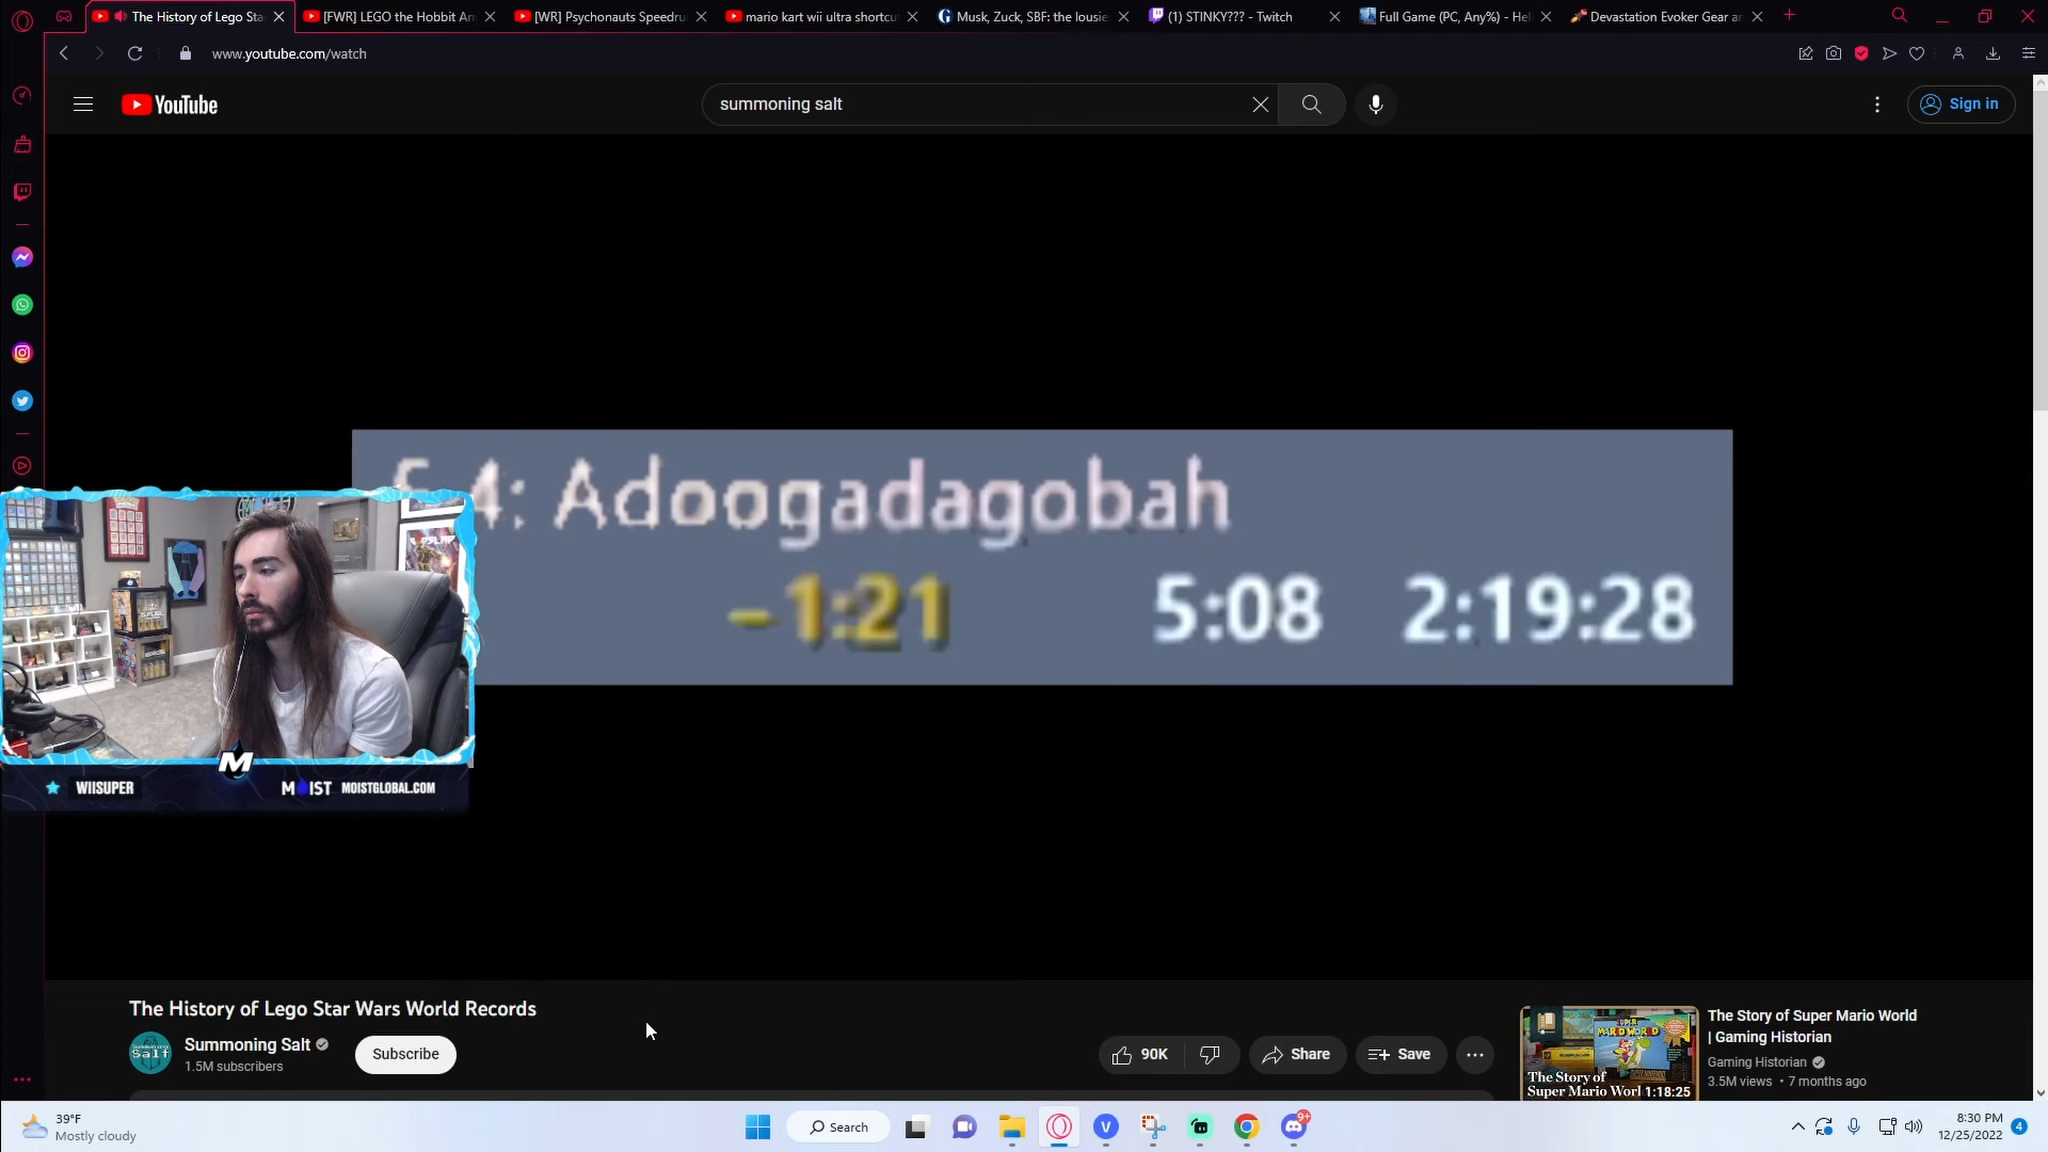 The History of Lego Sta
[FWR] LEGO the Hobbit An
[WR] Psychonauts Speedru
mario kart wii ultra shortcu
Musk, Zuck, SBF: the lousie
(1) STINKY??? - Twitch
Full Game (PC, Any%) - Hel
Devastation Evoker Gear an
www.youtube.com/watch
YouTube
summoning salt
Sign in
5-4: Adoogadagobah
-1:21 5:08 2:19:28
M
WIISUPER
MOIST MOISTGLOBAL.COM
The History of Lego Star Wars World Records
Summoning Salt
1.5M subscribers
Subscribe
90K
Share
Save
The Story of
Super Mario Worl
1:18:25
The Story of Super Mario World
| Gaming Historian
Gaming Historian
3.5M views • 7 months ago
39°F
Mostly cloudy
Search
9+
8:30 PM
12/25/2022
4